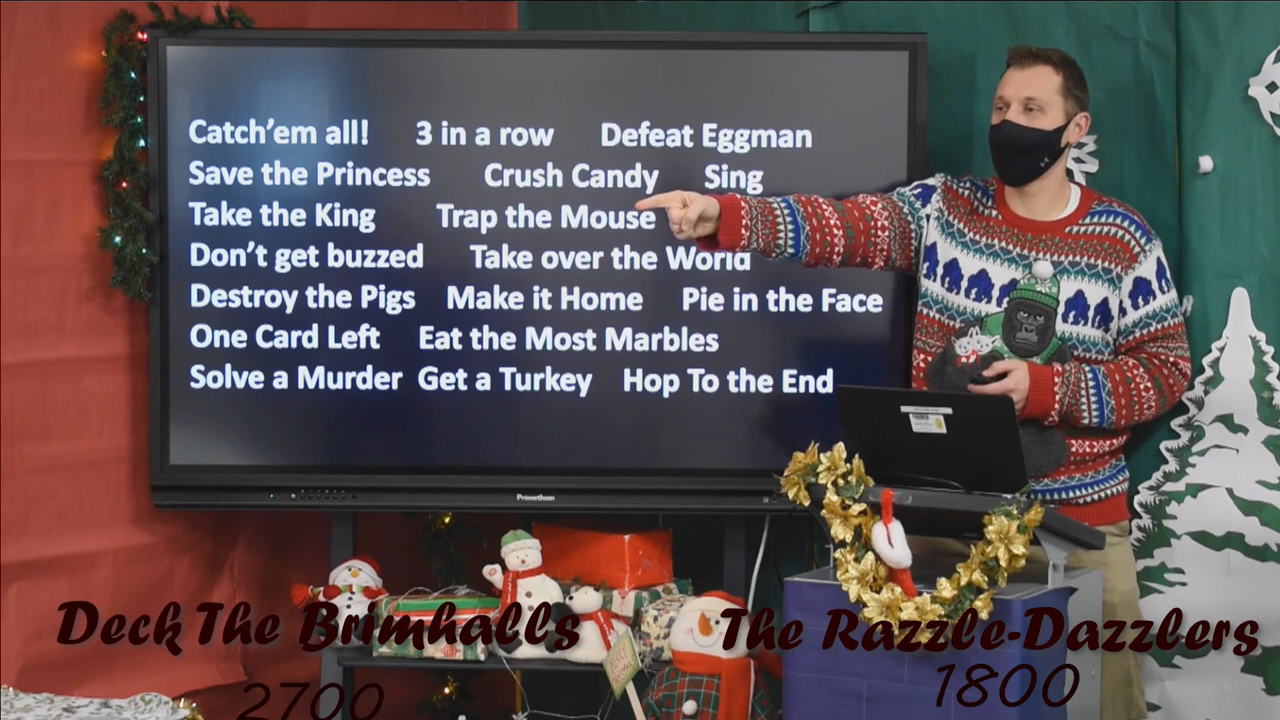 Catch'em all! 3 in a row Defeat Eggman
Save the Princess Crush Candy Sing
Take the King Trap the Mouse
Don't get buzzed Take over the World
Destroy the Pigs Make it Home Pie in the Face
One Card Left Eat the Most Marbles
Solve a Murder Get a Turkey Hop To the End
Promethean
Deck The Brimhalls The Razzle-Dazzlers
2700 1800